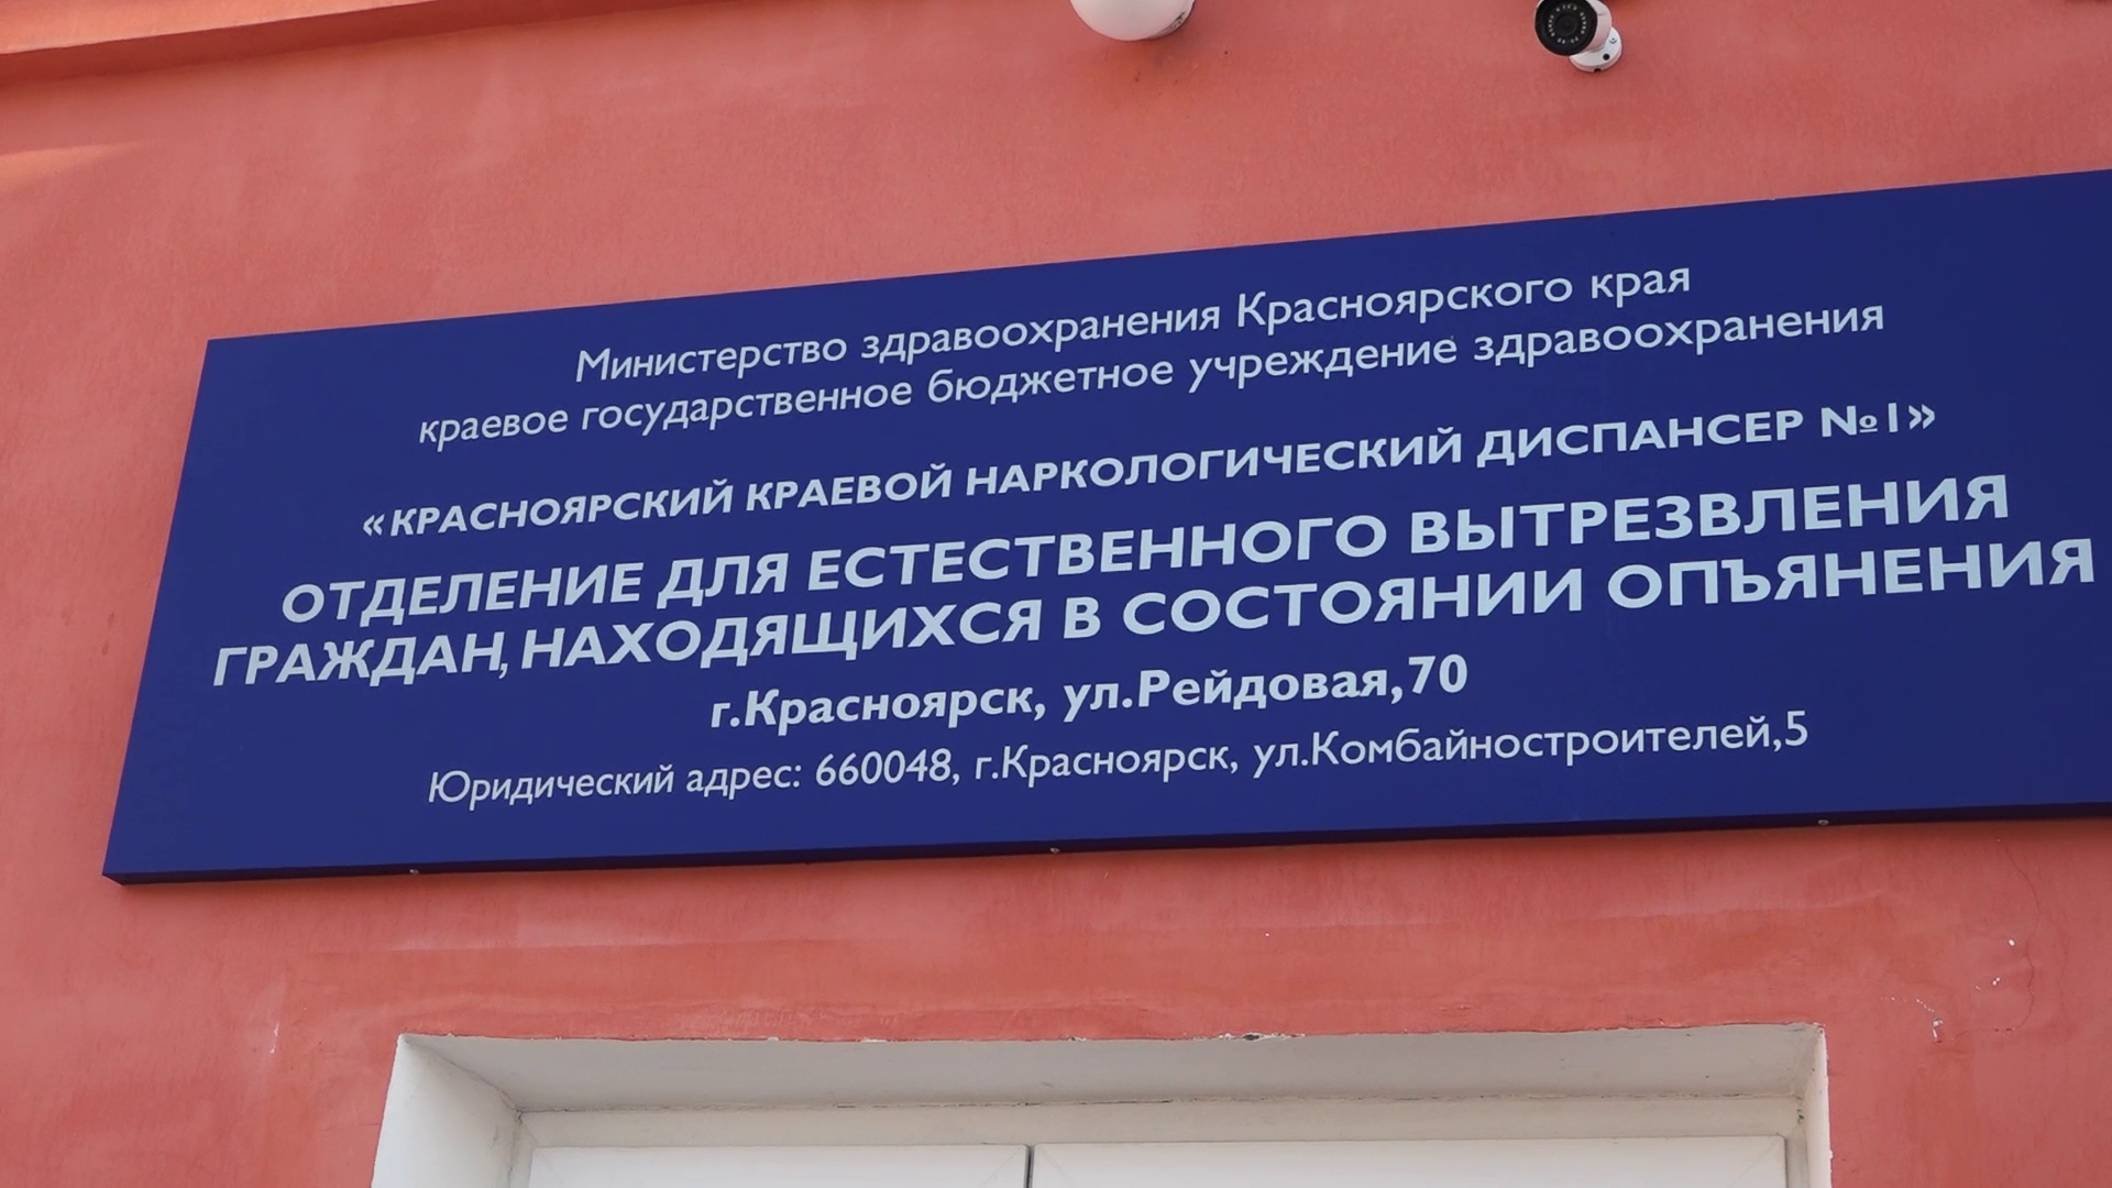 Министерство здравоохранения Красноярского края
краевое государственное бюджетное учреждение здравоохранения
«КРАСНОЯРСКИЙ КРАЕВОЙ НАРКОЛОГИЧЕСКИЙ ДИСПАНСЕР №1»
ОТДЕЛЕНИЕ ДЛЯ ЕСТЕСТВЕННОГО ВЫТРЕЗВЛЕНИЯ
ГРАЖДАН, НАХОДЯЩИХСЯ В СОСТОЯНИИ ОПЪЯНЕНИЯ
г.Красноярск, ул.Рейдовая,70
Юридический адрес: 660048, г.Красноярск, ул.Комбайностроителей,5